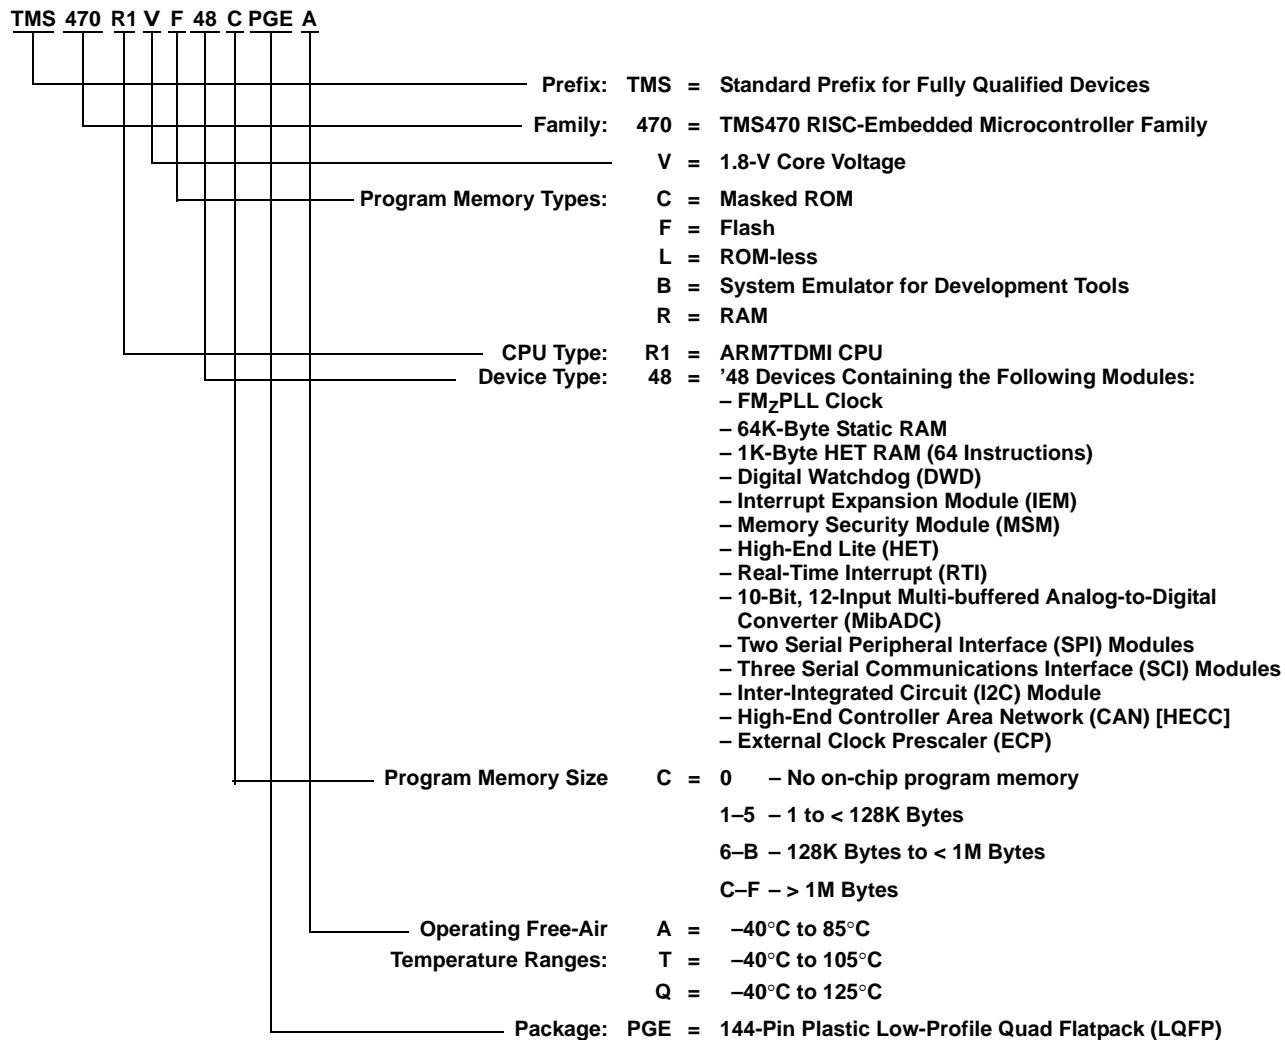 TMS 470 R1 V F 48 C PGE A
Prefix: TMS = Standard Prefix for Fully Qualified Devices
Family: 470 = TMS470 RISC-Embedded Microcontroller Family
V = 1.8-V Core Voltage
Program Memory Types: C = Masked ROM
F = Flash
L = ROM-less
B = System Emulator for Development Tools
R = RAM
CPU Type: R1 = ARM7TDMI CPU
Device Type: 48 = ’48 Devices Containing the Following Modules:
– FMZPLL Clock
– 64K-Byte Static RAM
– 1K-Byte HET RAM (64 Instructions)
– Digital Watchdog (DWD)
– Interrupt Expansion Module (IEM)
– Memory Security Module (MSM)
– High-End Lite (HET)
– Real-Time Interrupt (RTI)
– 10-Bit, 12-Input Multi-buffered Analog-to-Digital
Converter (MibADC)
– Two Serial Peripheral Interface (SPI) Modules
– Three Serial Communications Interface (SCI) Modules
– Inter-Integrated Circuit (I2C) Module
– High-End Controller Area Network (CAN) [HECC]
– External Clock Prescaler (ECP)
Program Memory Size C = 0 – No on-chip program memory
1–5 – 1 to < 128K Bytes
6–B – 128K Bytes to < 1M Bytes
C–F – > 1M Bytes
Operating Free-Air A = –40°C to 85°C
Temperature Ranges: T = –40°C to 105°C
Q = –40°C to 125°C
Package: PGE = 144-Pin Plastic Low-Profile Quad Flatpack (LQFP)